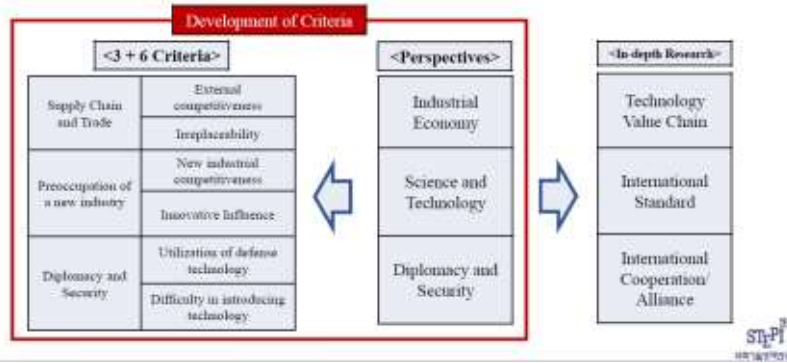 Development of Criteria
<3 + 6 Criteria>
Supply Chain
and Trade
External
competitiveness
Irreplaceability
Preoccupation of
a new industry
New industrial
competitiveness
Innovative Influence
Diplomacy and
Security
Utilization of defense
technology
Difficulty in introducing
technology
<Perspectives>
Industrial
Economy
Science and
Technology
Diplomacy and
Security
<In-depth Research>
Technology
Value Chain
International
Standard
International
Cooperation/
Alliance
STEPI